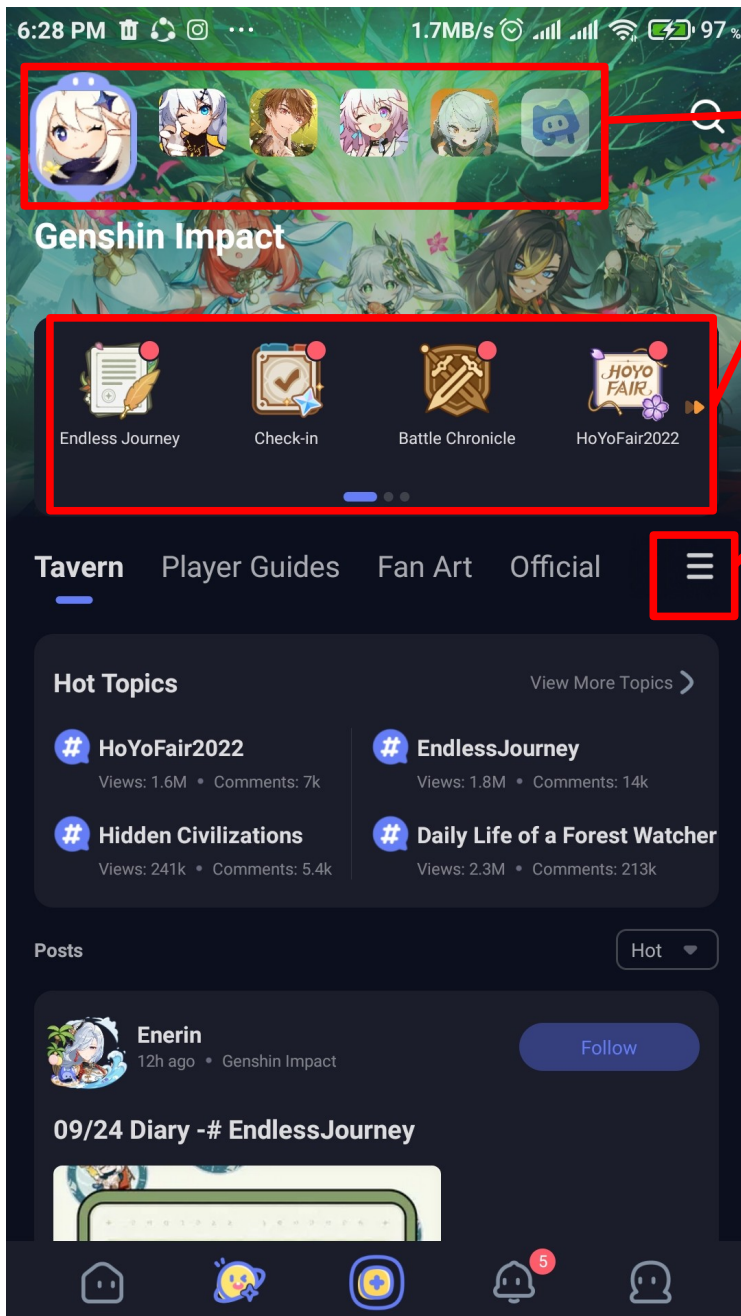 6:28 PM 1.7MB/s 97 %
Genshin Impact
HOYO
FAIR
Endless Journey Check-in Battle Chronicle HoYoFair2022
Tavern Player Guides Fan Art Official
Hot Topics View More Topics
# HoYoFair2022 # EndlessJourney
Views: 1.6M • Comments: 7k Views: 1.8M • Comments: 14k
# Hidden Civilizations # Daily Life of a Forest Watcher
Views: 241k • Comments: 5.4k Views: 2.3M • Comments: 213k
Posts Hot
Enerin
12h ago • Genshin Impact Follow
09/24 Diary -# EndlessJourney
5